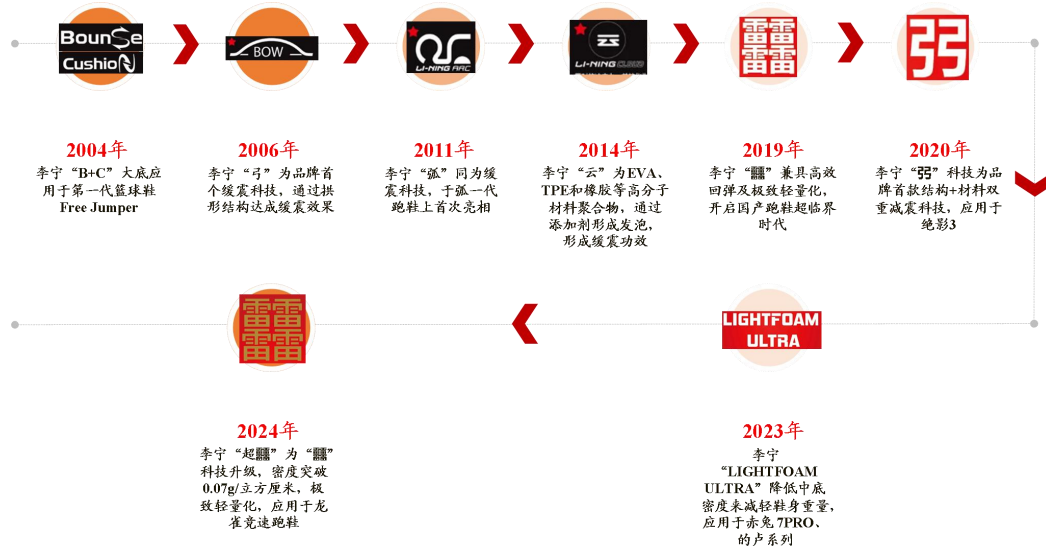 BounSe
CushioN
2004年
李宁“B+C”大底应
用于第一代篮球鞋
Free Jumper
BOW
2006年
李宁“弓”为品牌首
个缓震科技，通过拱
形结构达成缓震效果
LI-NING ARC
2011年
李宁“弧”同为缓
震科技，于弧一代
跑鞋上首次亮相
云
LI-NING CLOUD
2014年
李宁“云”为EVA、
TPE和橡胶等高分子
材料聚合物，通过
添加剂形成发泡，
形成缓震功效
䨻
2019年
李宁“䨻”兼具高效
回弹及极致轻量化，
开启国产跑鞋超临界
时代
弜
2020年
李宁“弜”科技为品
牌首款结构+材料双
重减震科技，应用于
绝影3
LIGHTFOAM
ULTRA
2023年
李宁
“LIGHTFOAM
ULTRA”降低中底
密度来减轻鞋身重量，
应用于赤兔7PRO、
的卢系列
䨻
2024年
李宁“超䨻”为“䨻”
科技升级，密度突破
0.07g/立方厘米，极
致轻量化，应用于龙
雀竞速跑鞋